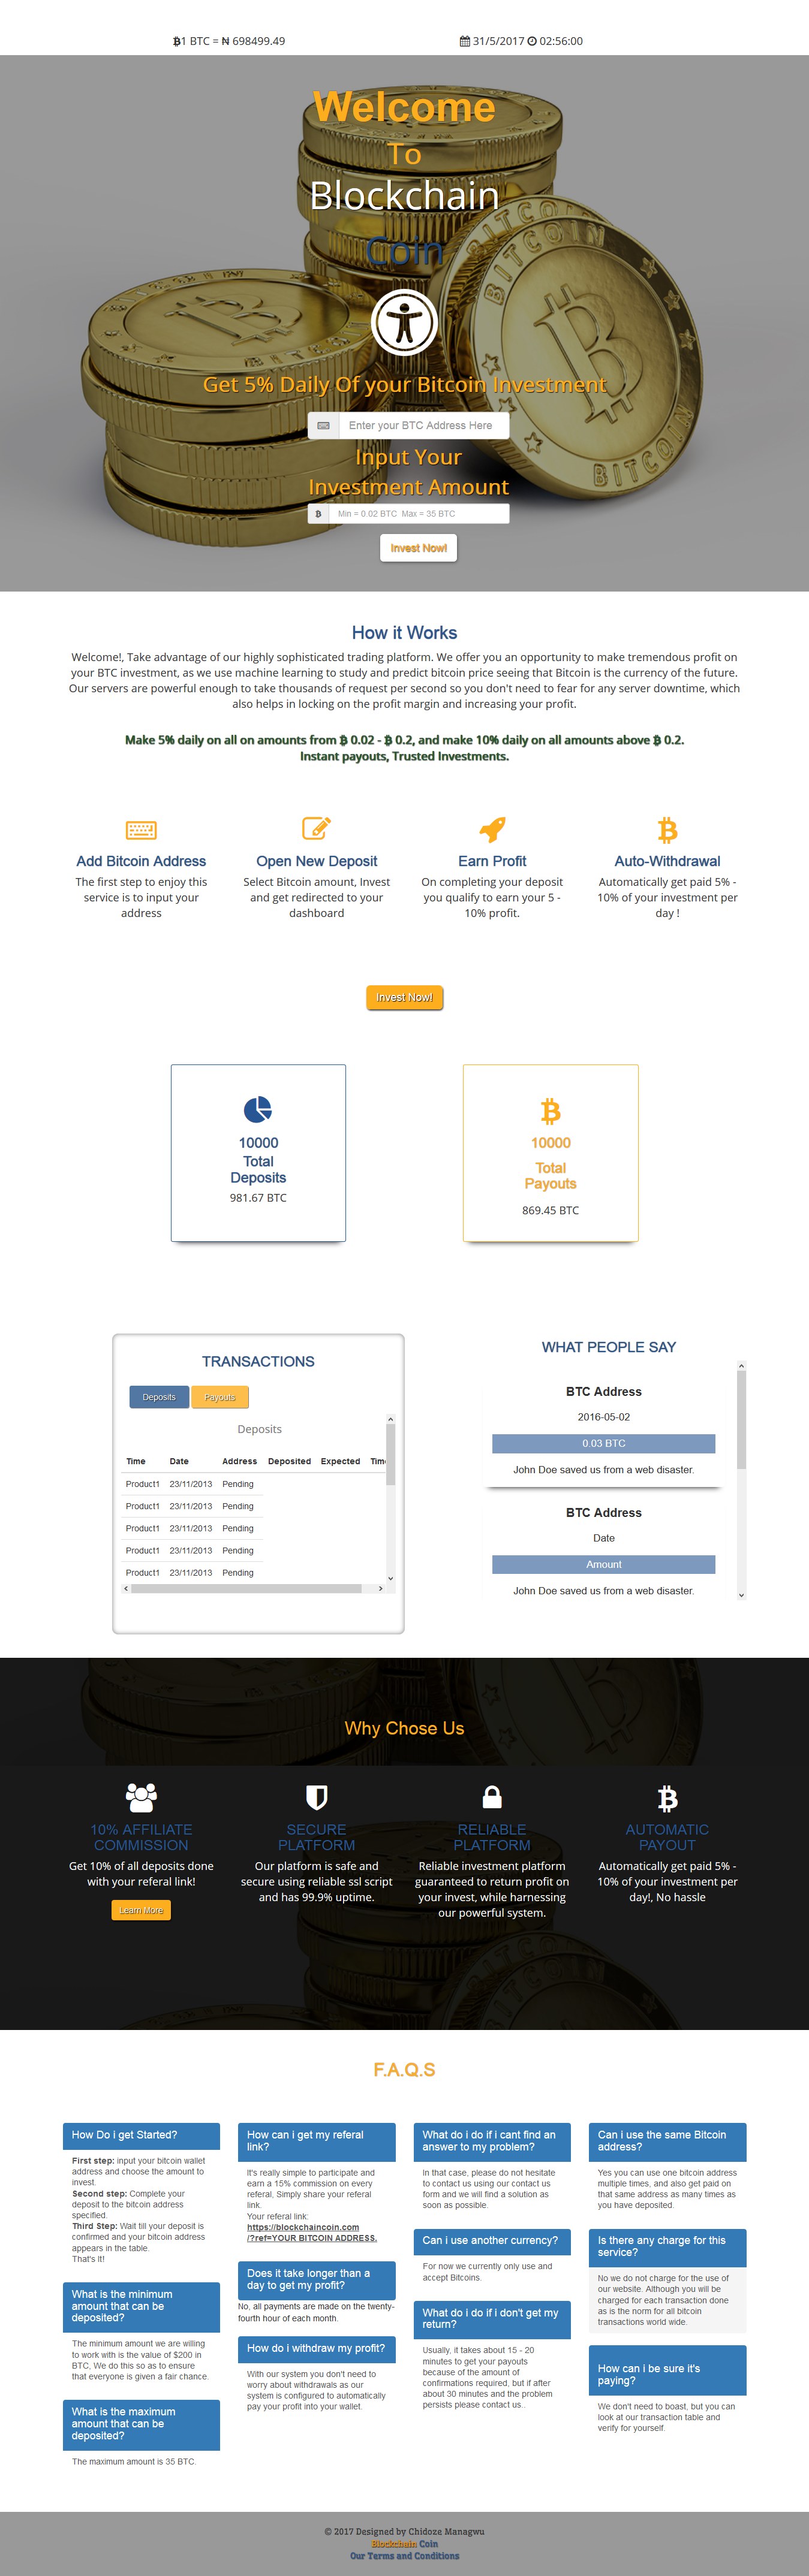 1 BTC = ₦ 698499.49
31/5/2017 02:56:00
Welcome
To
Blockchain
Coin
BITCOIN
BITCOIN
Get 5% Daily Of your Bitcoin Investment
Enter your BTC Address Here
Input Your
Investment Amount
Min = 0.02 BTC Max = 35 BTC
Invest Now!
How it Works
Welcome!, Take advantage of our highly sophisticated trading platform. We offer you an opportunity to make tremendous profit on
your BTC investment, as we use machine learning to study and predict bitcoin price seeing that Bitcoin is the currency of the future.
Our servers are powerful enough to take thousands of request per second so you don't need to fear for any server downtime, which
also helps in locking on the profit margin and increasing your profit.
Make 5% daily on all on amounts from ₿ 0.02 - ₿ 0.2, and make 10% daily on all amounts above ₿ 0.2.
Instant payouts, Trusted Investments.
Add Bitcoin Address
The first step to enjoy this
service is to input your
address
Open New Deposit
Select Bitcoin amount, Invest
and get redirected to your
dashboard
Earn Profit
On completing your deposit
you qualify to earn your 5 -
10% profit.
Auto-Withdrawal
Automatically get paid 5% -
10% of your investment per
day !
Invest Now!
10000
Total
Deposits
981.67 BTC
10000
Total
Payouts
869.45 BTC
TRANSACTIONS
Deposits Payouts
Deposits
Time Date Address Deposited Expected Time
Product1 23/11/2013 Pending
Product1 23/11/2013 Pending
Product1 23/11/2013 Pending
Product1 23/11/2013 Pending
Product1 23/11/2013 Pending
WHAT PEOPLE SAY
BTC Address
2016-05-02
0.03 BTC
John Doe saved us from a web disaster.
BTC Address
Date
Amount
John Doe saved us from a web disaster.
Why Chose Us
10% AFFILIATE
COMMISSION
Get 10% of all deposits done
with your referal link!
Learn More
SECURE
PLATFORM
Our platform is safe and
secure using reliable ssl script
and has 99.9% uptime.
RELIABLE
PLATFORM
Reliable investment platform
guaranteed to return profit on
your invest, while harnessing
our powerful system.
AUTOMATIC
PAYOUT
Automatically get paid 5% -
10% of your investment per
day!, No hassle
F.A.Q.S
How Do i get Started?
First step: input your bitcoin wallet
address and choose the amount to
invest.
Second step: Complete your
deposit to the bitcoin address
specified.
Third Step: Wait till your deposit is
confirmed and your bitcoin address
appears in the table.
That's It!
What is the minimum
amount that can be
deposited?
The minimum amount we are willing
to work with is the value of $200 in
BTC, We do this so as to ensure
that everyone is given a fair chance.
What is the maximum
amount that can be
deposited?
The maximum amount is 35 BTC.
How can i get my referal
link?
It's really simple to participate and
earn a 15% commission on every
referal, Simply share your referal
link.
Your referal link:
https://blockchaincoin.com
/?ref=YOUR BITCOIN ADDRESS.
Does it take longer than a
day to get my profit?
No, all payments are made on the twenty-
fourth hour of each month.
How do i withdraw my profit?
With our system you don't need to
worry about withdrawals as our
system is configured to automatically
pay your profit into your wallet.
What do i do if i cant find an
answer to my problem?
In that case, please do not hesitate
to contact us using our contact us
form and we will find a solution as
soon as possible.
Can i use another currency?
For now we currently only use and
accept Bitcoins.
What do i do if i don't get my
return?
Usually, it takes about 15 - 20
minutes to get your payouts
because of the amount of
confirmations required, but if after
about 30 minutes and the problem
persists please contact us..
Can i use the same Bitcoin
address?
Yes you can use one bitcoin address
multiple times, and also get paid on
that same address as many times as
you have deposited.
Is there any charge for this
service?
No we do not charge for the use of
our website. Although you will be
charged for each transaction done
as is the norm for all bitcoin
transactions world wide.
How can i be sure it's
paying?
We don't need to boast, but you can
look at our transaction table and
verify for yourself.
© 2017 Designed by Chidoze Managwu
Blockchain Coin
Our Terms and Conditions